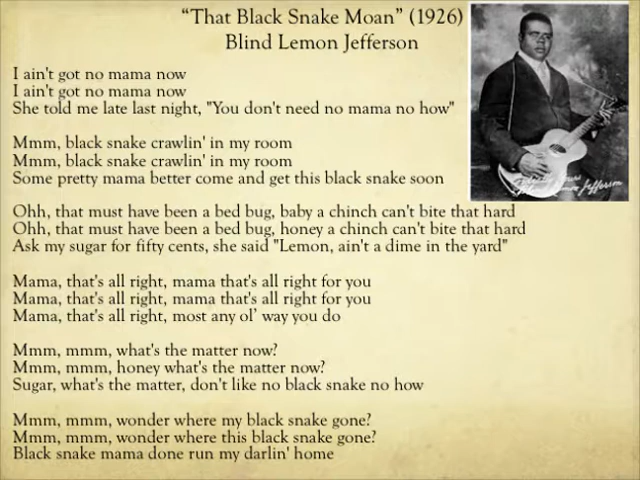 “That Black Snake Moan” (1926)
Blind Lemon Jefferson
I ain't got no mama now
I ain't got no mama now
She told me late last night, "You don't need no mama no how"
Mmm, black snake crawlin' in my room
Mmm, black snake crawlin' in my room
Some pretty mama better come and get this black snake soon
Ohh, that must have been a bed bug, baby a chinch can't bite that hard
Ohh, that must have been a bed bug, honey a chinch can't bite that hard
Ask my sugar for fifty cents, she said "Lemon, ain't a dime in the yard"
Mama, that's all right, mama that's all right for you
Mama, that's all right, mama that's all right for you
Mama, that's all right, most any ol’ way you do
Mmm, mmm, what's the matter now?
Mmm, mmm, honey what's the matter now?
Sugar, what's the matter, don't like no black snake no how
Mmm, mmm, wonder where my black snake gone?
Mmm, mmm, wonder where this black snake gone?
Black snake mama done run my darlin' home
Lemon Jefferson